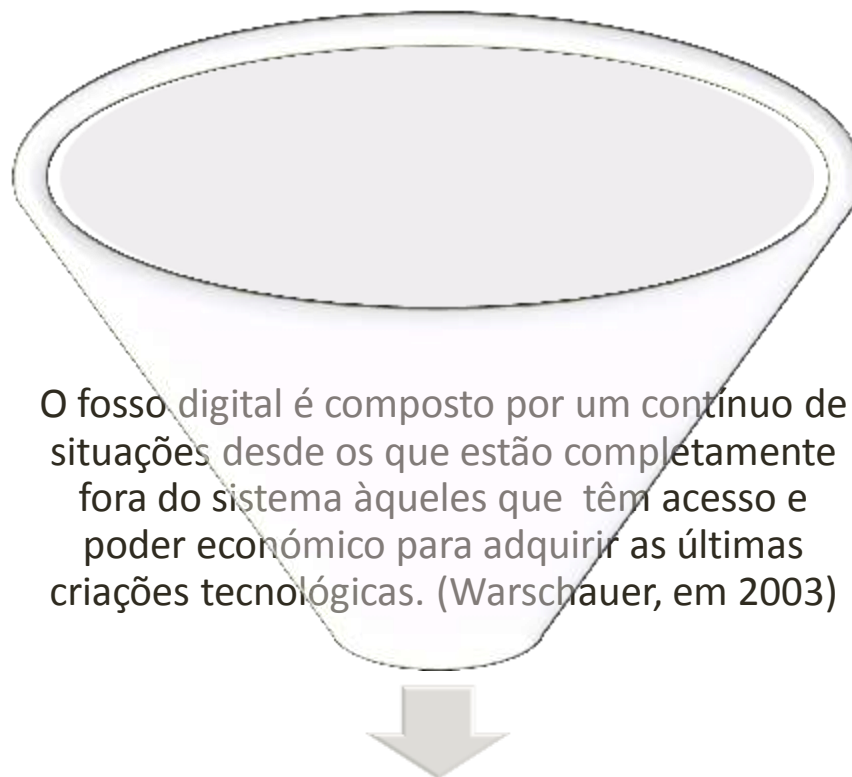 O fosso digital é composto por um contínuo de
situações desde os que estão completamente
fora do sistema àqueles que  têm acesso e
poder económico para adquirir as últimas
criações tecnológicas. (Warschauer, em 2003)